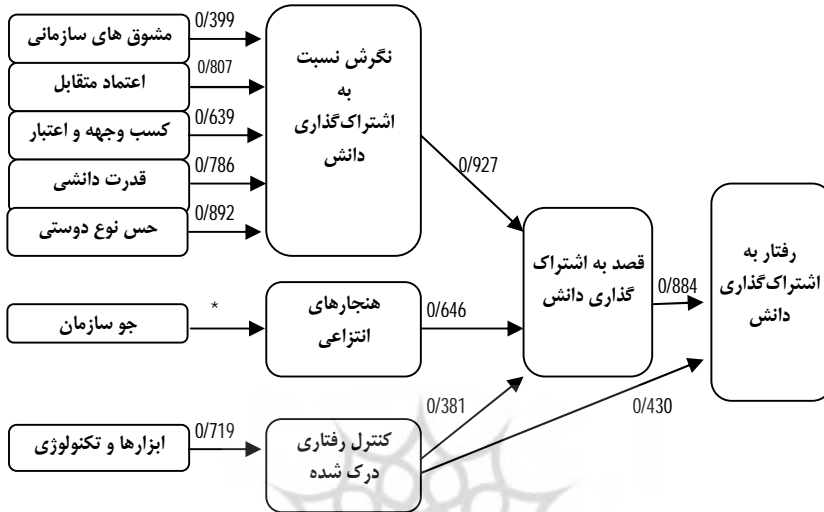 مشوق های سازمانی
0/399
اعتماد متقابل
0/807
کسب وجهه و اعتبار
0/639
قدرت دانشی
0/786
حس نوع دوستی
0/892
نگرش نسبت
به
اشتراک‌گذاری
دانش
0/927
جو سازمان
*
هنجارهای
انتزاعی
0/646
ابزارها و تکنولوژی
0/719
کنترل رفتاری
درک شده
0/381
0/430
قصد به اشتراک
گذاری دانش
0/884
رفتار به
اشتراک‌گذاری
دانش